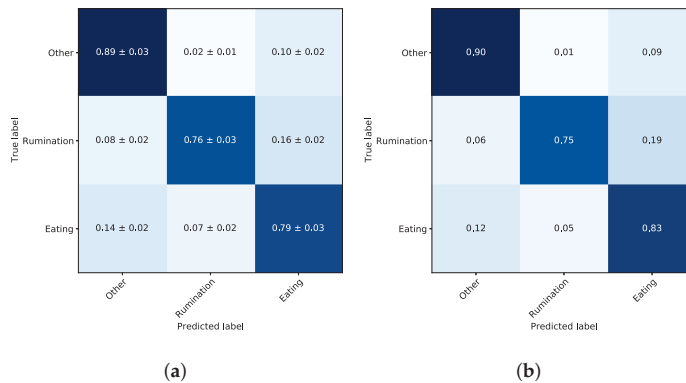 Other
0.89 ± 0.03
0.02 ± 0.01
0.10 ± 0.02
Rumination
0.08 ± 0.02
0.76 ± 0.03
0.16 ± 0.02
Eating
0.14 ± 0.02
0.07 ± 0.02
0.79 ± 0.03
True label
Other
Rumination
Eating
Predicted label
(a)
Other
0,90
0,01
0,09
Rumination
0,06
0,75
0,19
Eating
0,12
0,05
0,83
True label
Other
Rumination
Eating
Predicted label
(b)